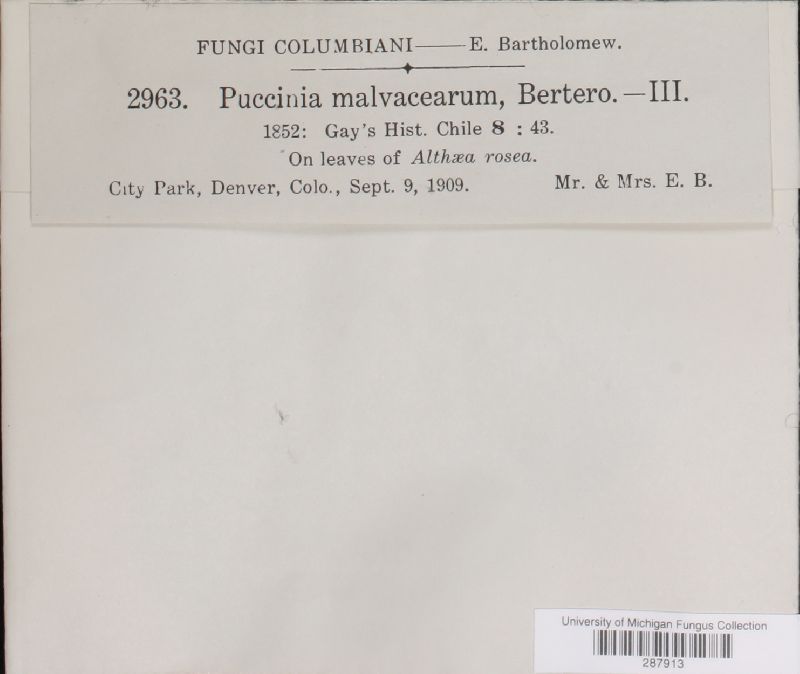 FUNGI COLUMBIANI——E. Bartholomew.
2963. Puccinia malvacearum, Bertero.—III.
1852: Gay's Hist. Chile 8 : 43.
On leaves of Althæa rosea.
City Park, Denver, Colo., Sept. 9, 1909. Mr. & Mrs. E. B.
University of Michigan Fungus Collection
287913